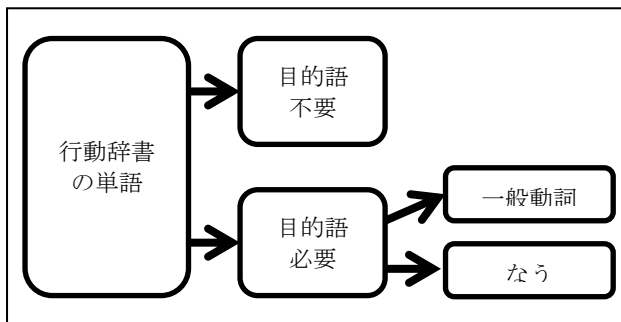 行動辞書
の単語
目的語
不要
目的語
必要
一般動詞
なう